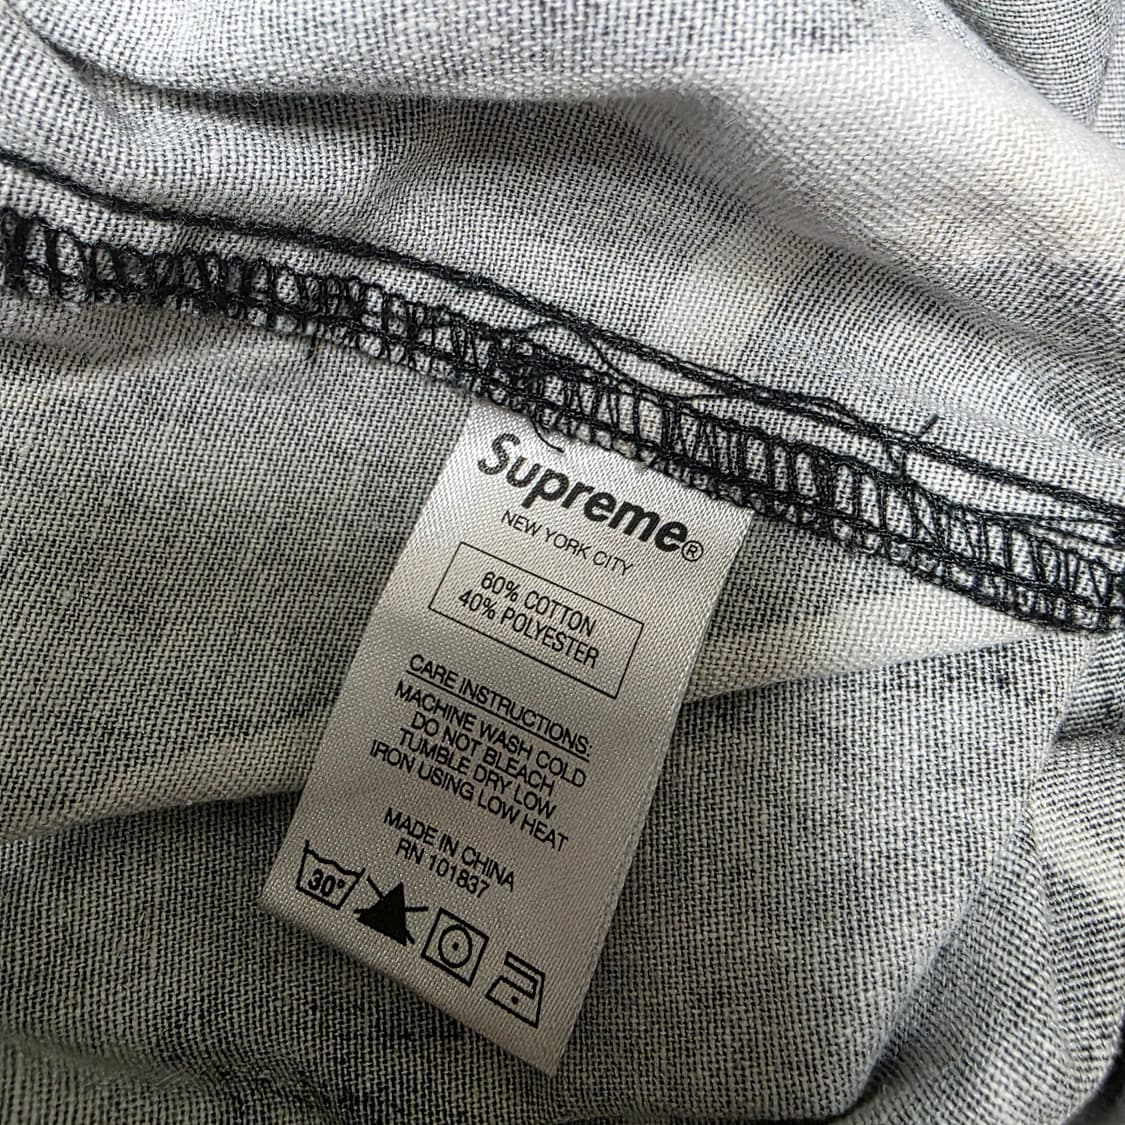 Supreme®
NEW YORK CITY
60% COTTON
40% POLYESTER
CARE INSTRUCTIONS:
MACHINE WASH COLD
DO NOT BLEACH
TUMBLE DRY LOW
IRON USING LOW HEAT
MADE IN CHINA
RN 101837
30°